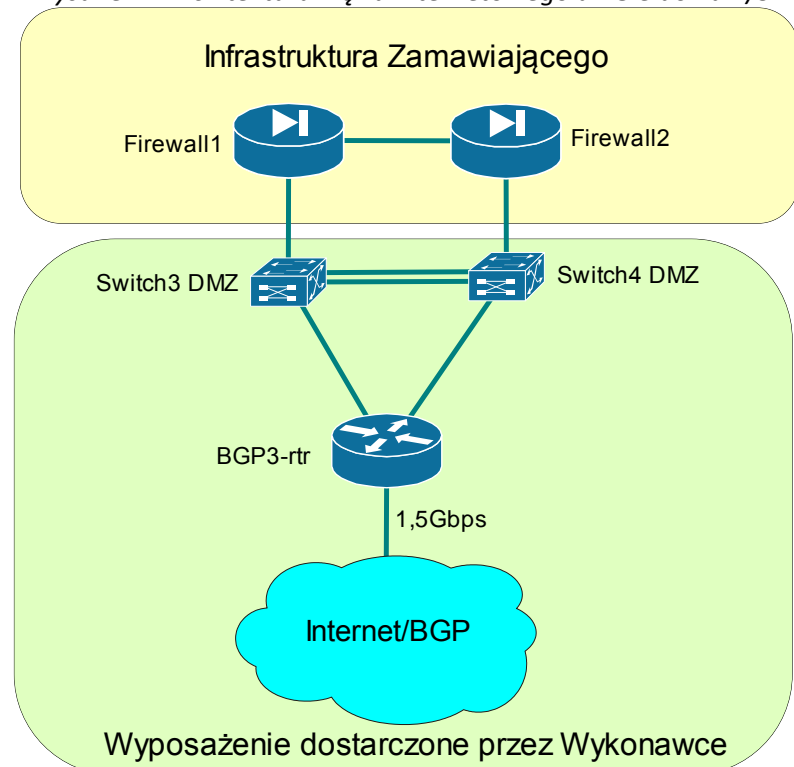 Infrastruktura Zamawiającego
Firewall1
Firewall2
Switch3 DMZ
Switch4 DMZ
BGP3-rtr
1,5Gbps
Internet/BGP
Wyposażenie dostarczone przez Wykonawce